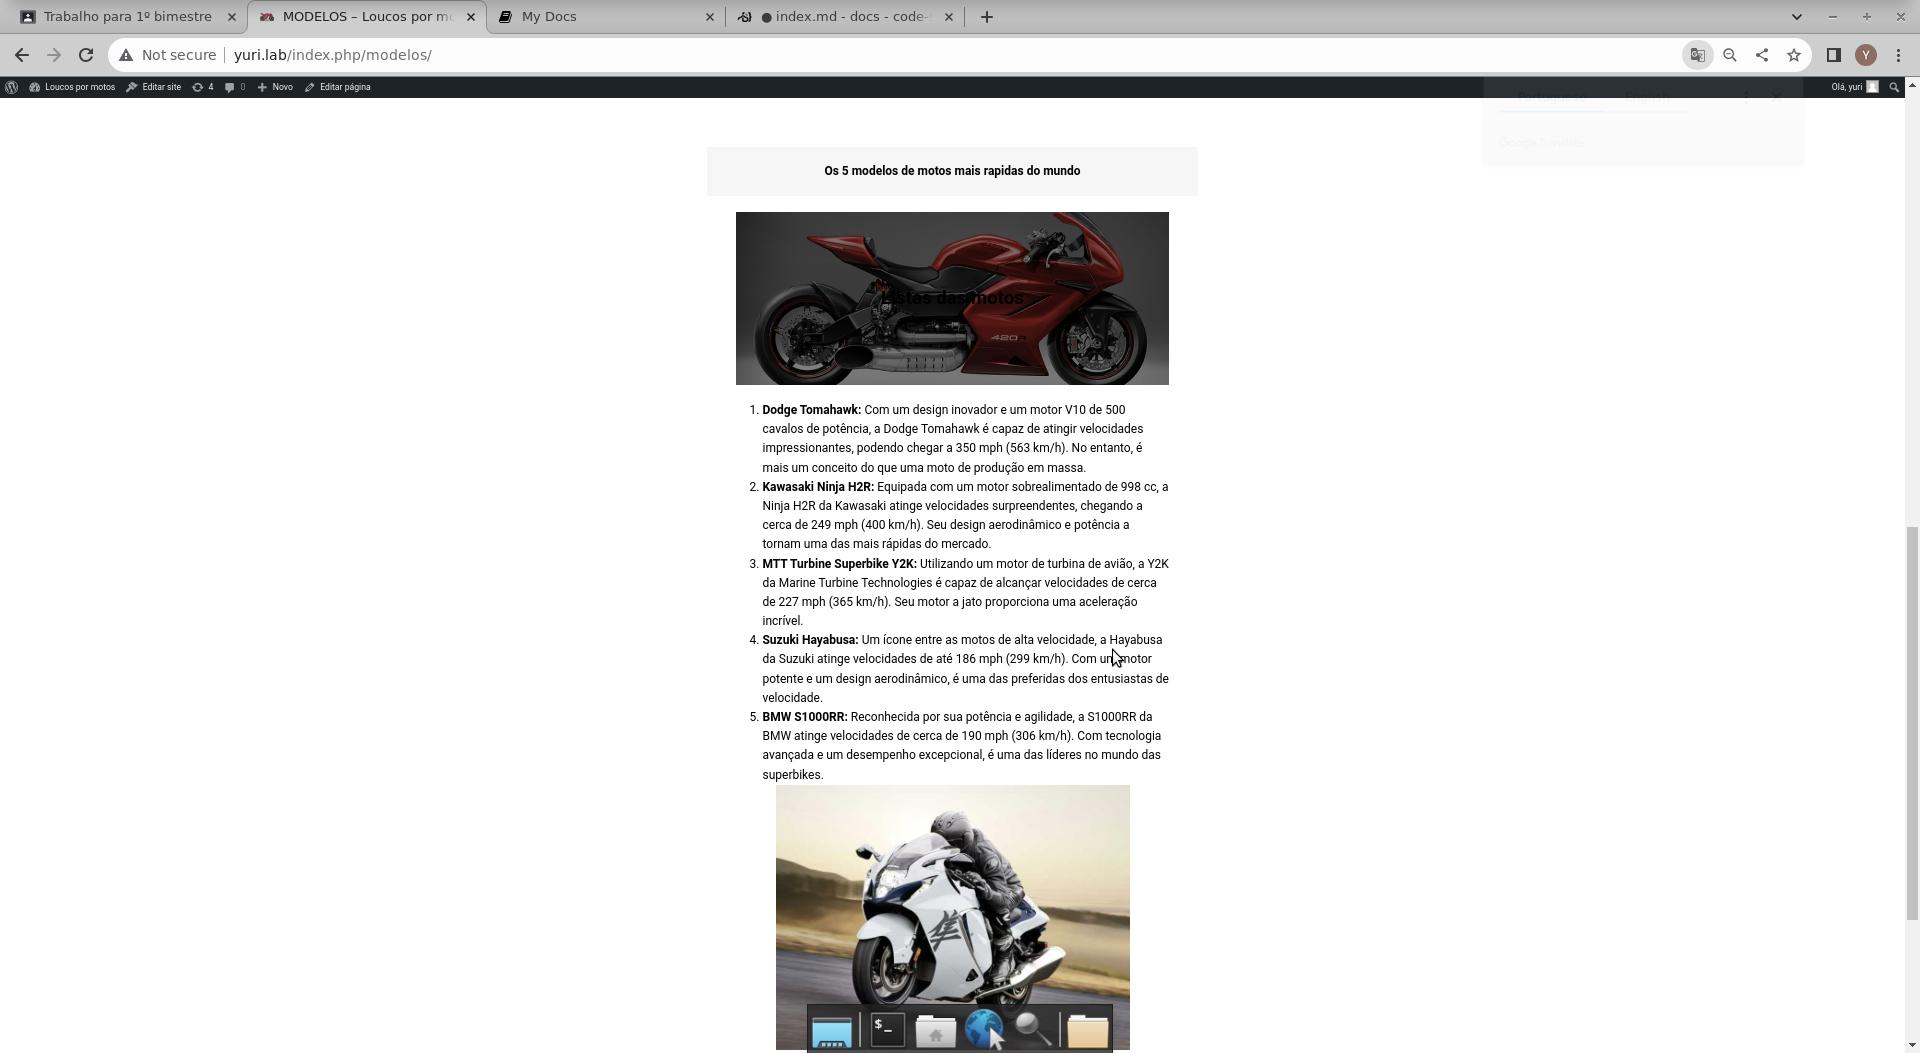 Trabalho para 1º bimestre
MODELOS – Loucos por mo
My Docs
● index.md - docs - code-s
Not secure
yuri.lab/index.php/modelos/
Y
Loucos por motos
Editar site
4
0
Novo
Editar página
Olá, yuri
Portuguese
English
Google Translate
Os 5 modelos de motos mais rapidas do mundo
Listas das motos
420
1. Dodge Tomahawk: Com um design inovador e um motor V10 de 500
cavalos de potência, a Dodge Tomahawk é capaz de atingir velocidades
impressionantes, podendo chegar a 350 mph (563 km/h). No entanto, é
mais um conceito do que uma moto de produção em massa.
2. Kawasaki Ninja H2R: Equipada com um motor sobrealimentado de 998 cc, a
Ninja H2R da Kawasaki atinge velocidades surpreendentes, chegando a
cerca de 249 mph (400 km/h). Seu design aerodinâmico e potência a
tornam uma das mais rápidas do mercado.
3. MTT Turbine Superbike Y2K: Utilizando um motor de turbina de avião, a Y2K
da Marine Turbine Technologies é capaz de alcançar velocidades de cerca
de 227 mph (365 km/h). Seu motor a jato proporciona uma aceleração
incrível.
4. Suzuki Hayabusa: Um ícone entre as motos de alta velocidade, a Hayabusa
da Suzuki atinge velocidades de até 186 mph (299 km/h). Com um motor
potente e um design aerodinâmico, é uma das preferidas dos entusiastas de
velocidade.
5. BMW S1000RR: Reconhecida por sua potência e agilidade, a S1000RR da
BMW atinge velocidades de cerca de 190 mph (306 km/h). Com tecnologia
avançada e um desempenho excepcional, é uma das líderes no mundo das
superbikes.
隼
$_